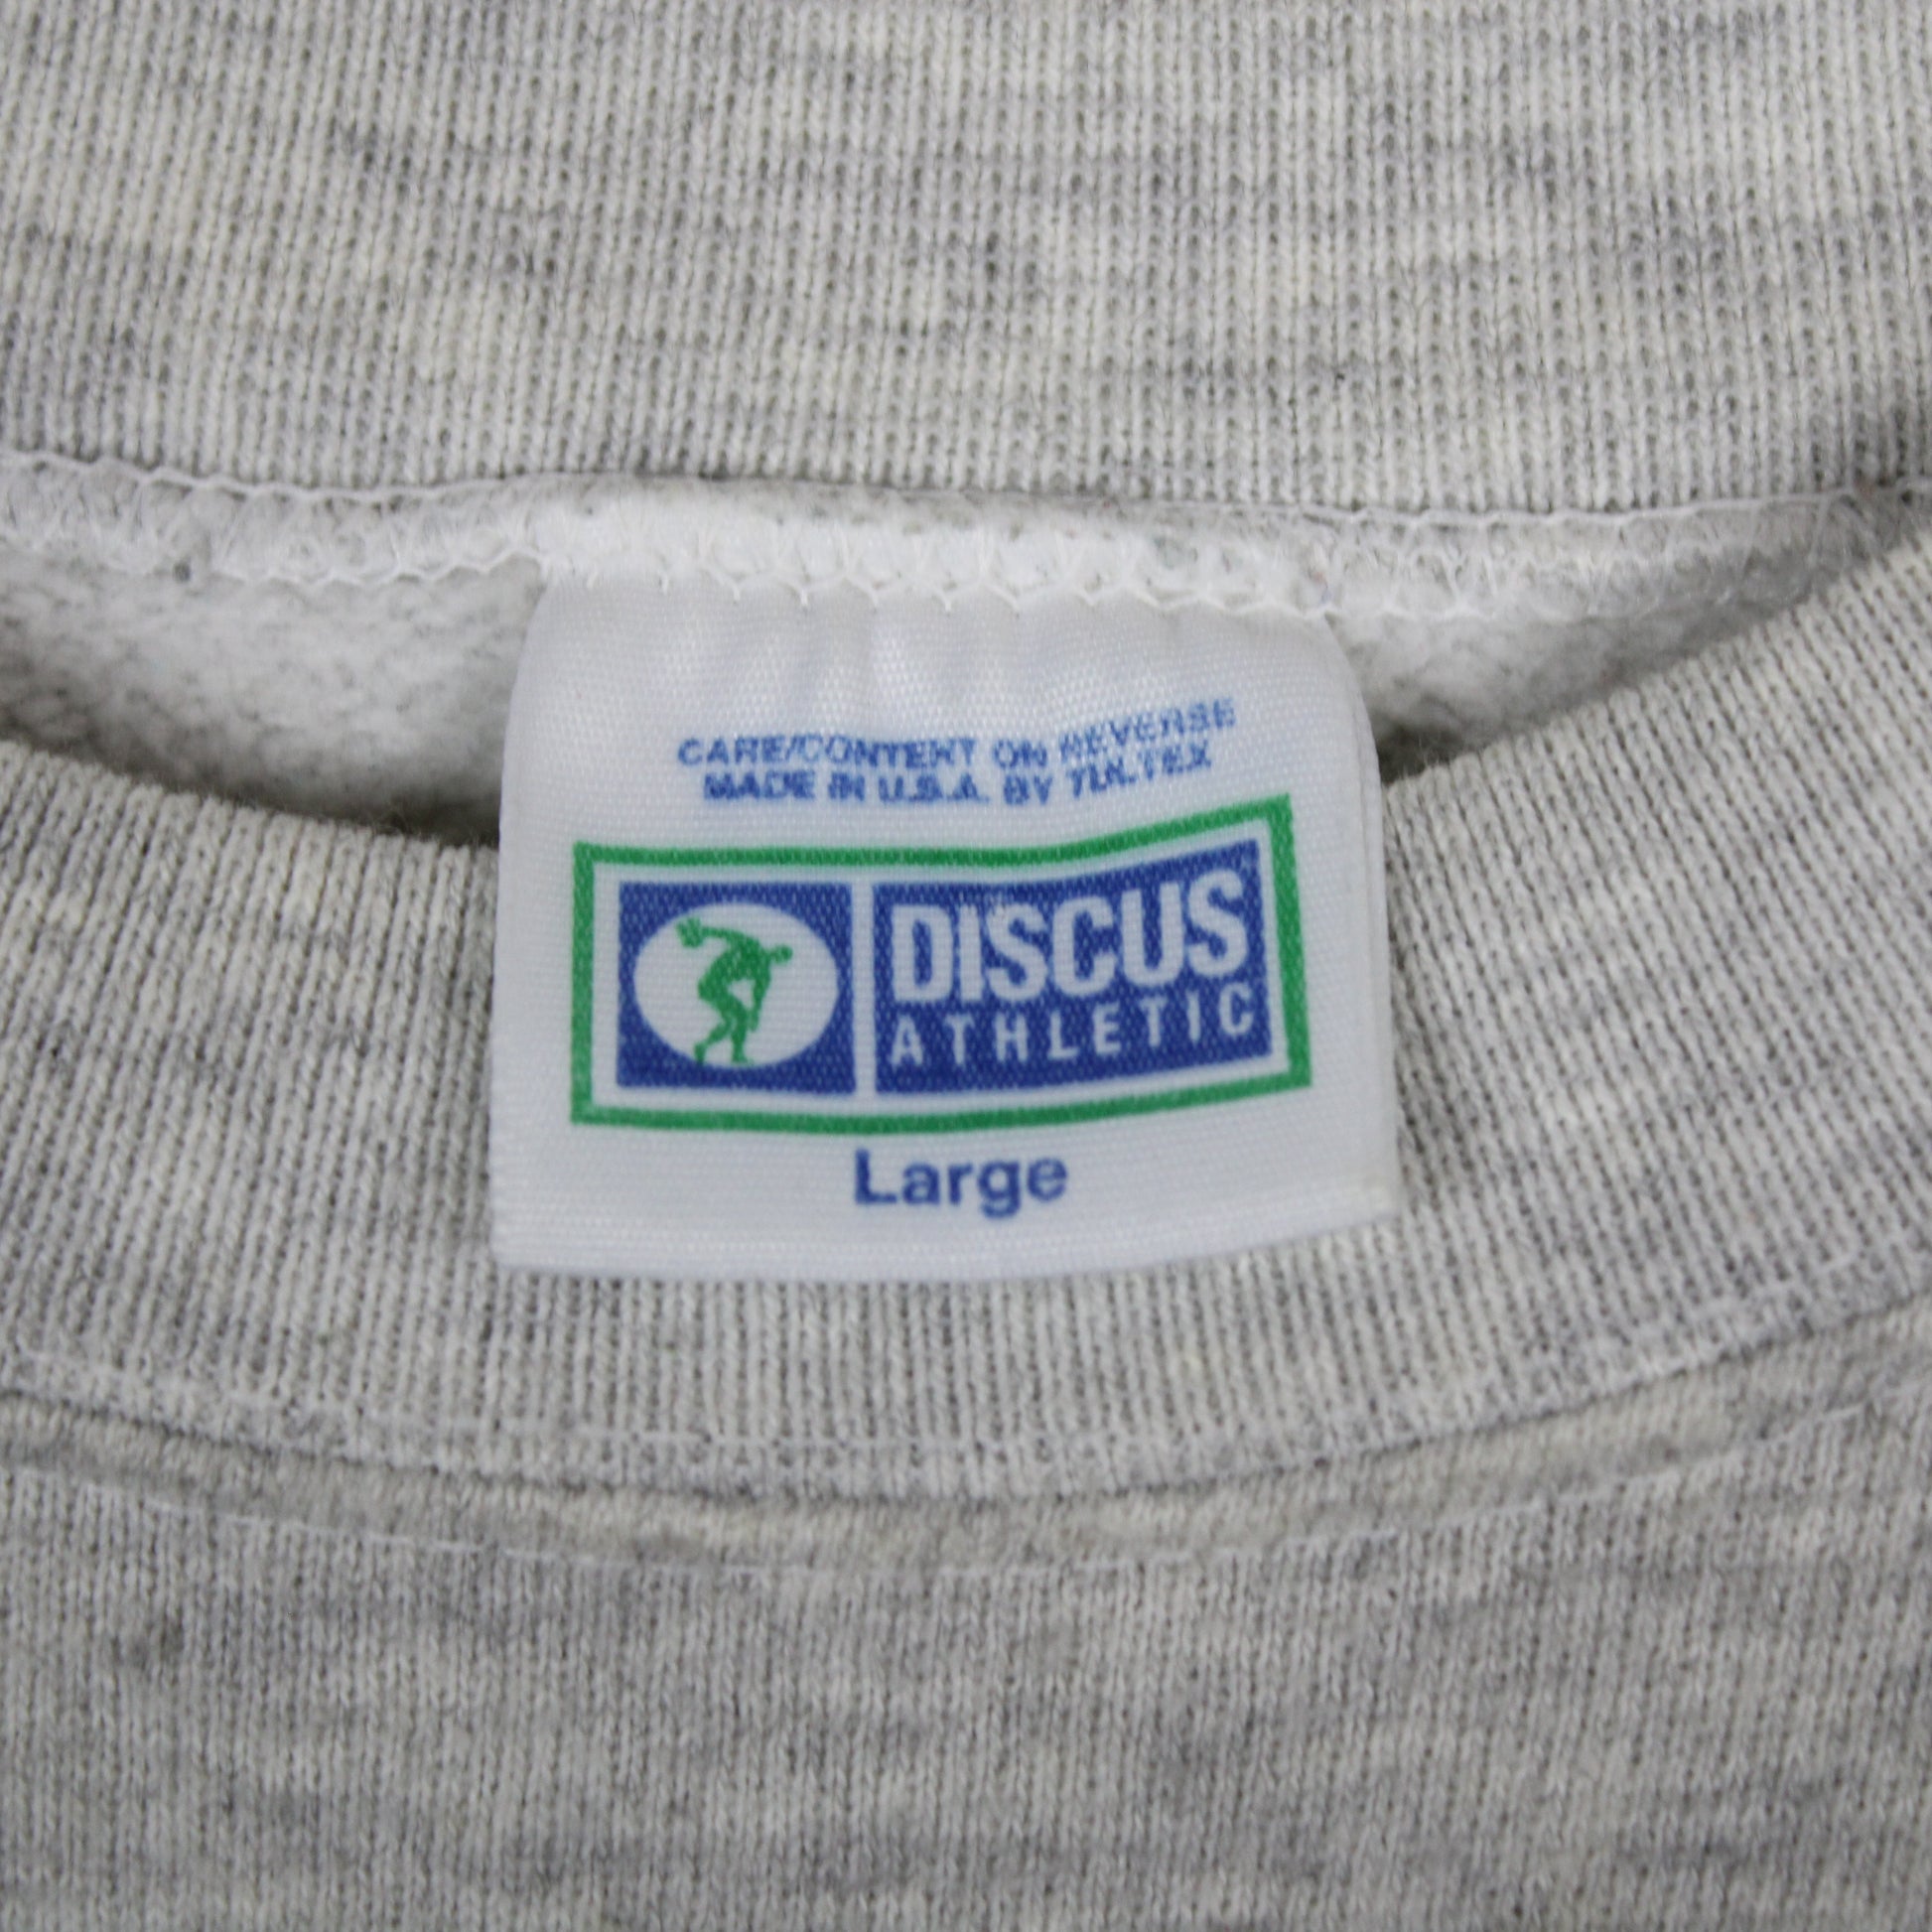 CARE/CONTENT ON REVERSE
MADE IN U.S.A. BY TULTEX
DISCUS
ATHLETIC
Large